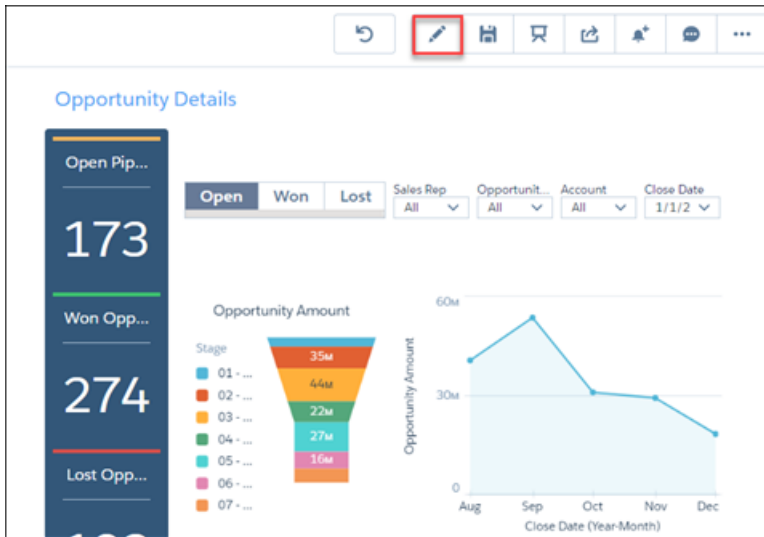 Opportunity Details
Open Pip...
173
Won Opp...
274
Lost Opp...
Open Won Lost
Sales Rep Opportunit... Account Close Date
All All All 1/1/2
Opportunity Amount
Stage
01 - ...
02 - ...
03 - ...
04 - ...
05 - ...
06 - ...
07 - ...
35M
44M
22M
27M
16M
60M
30M
0
Opportunity Amount
Aug Sep Oct Nov Dec
Close Date (Year-Month)